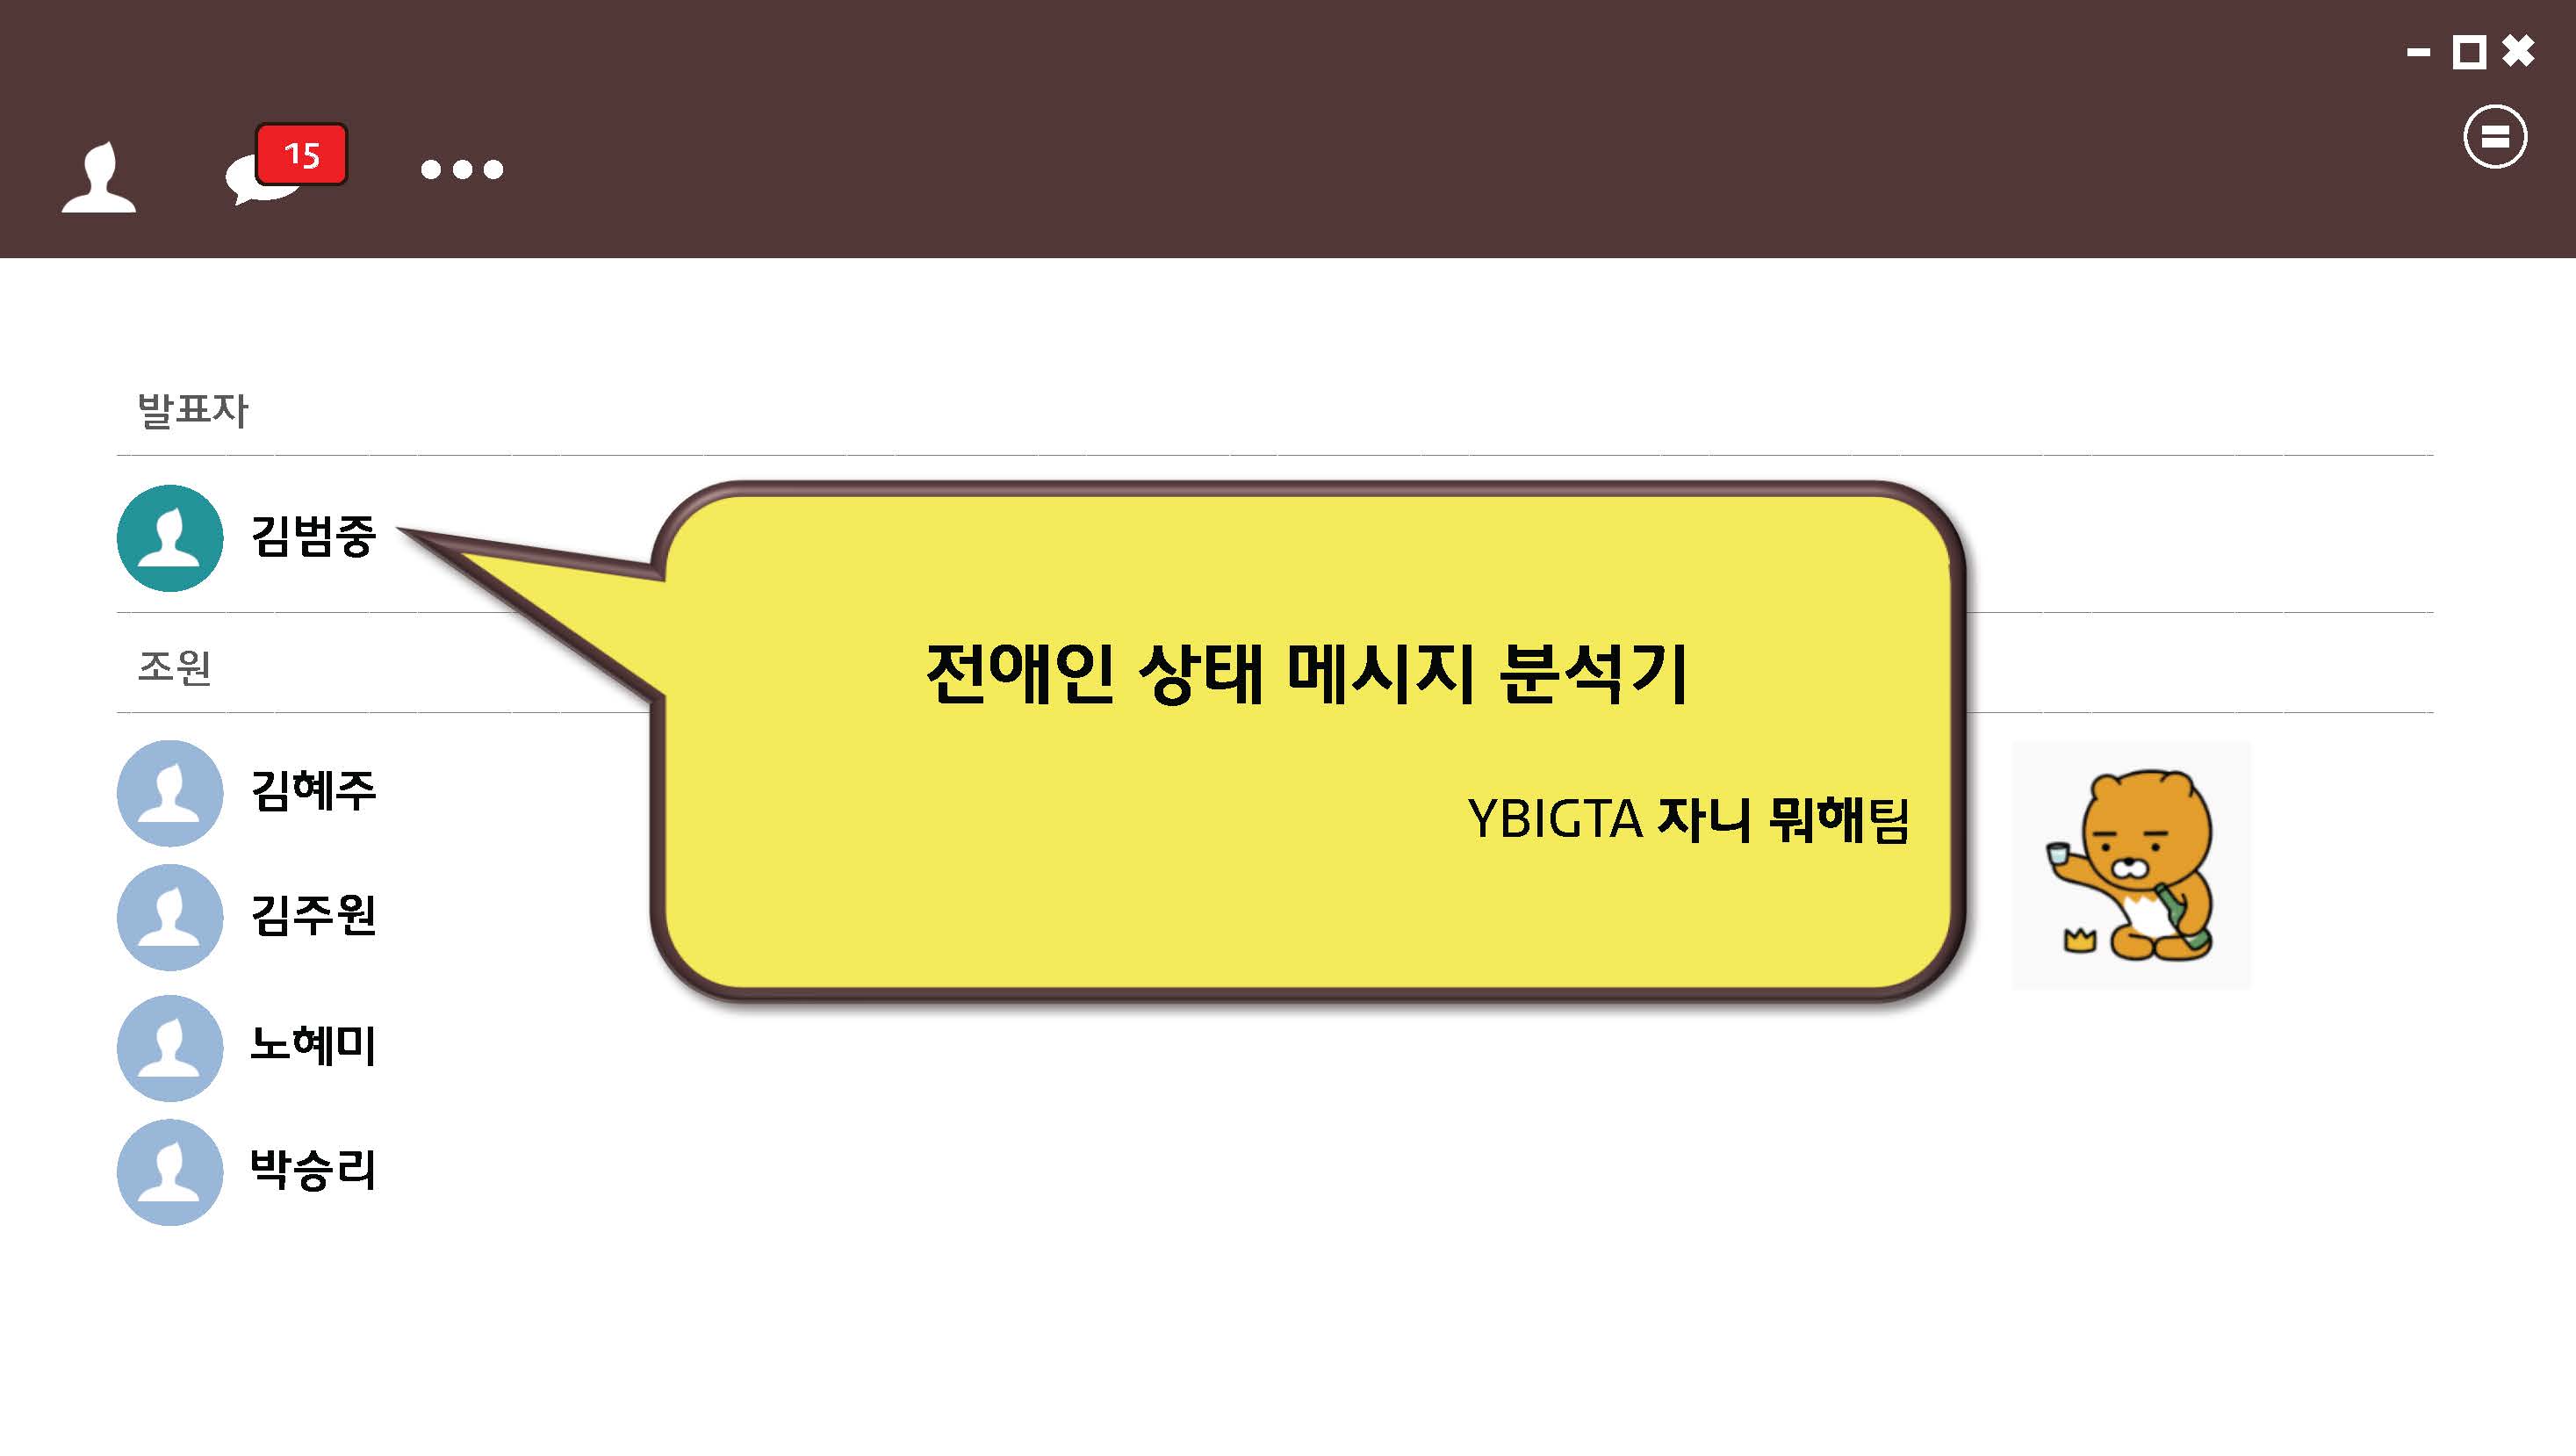 15
발표자
김범중
전애인 상태 메시지 분석기
YBIGTA 자니 뭐해팀
조원
김혜주
김주원
노혜미
박승리